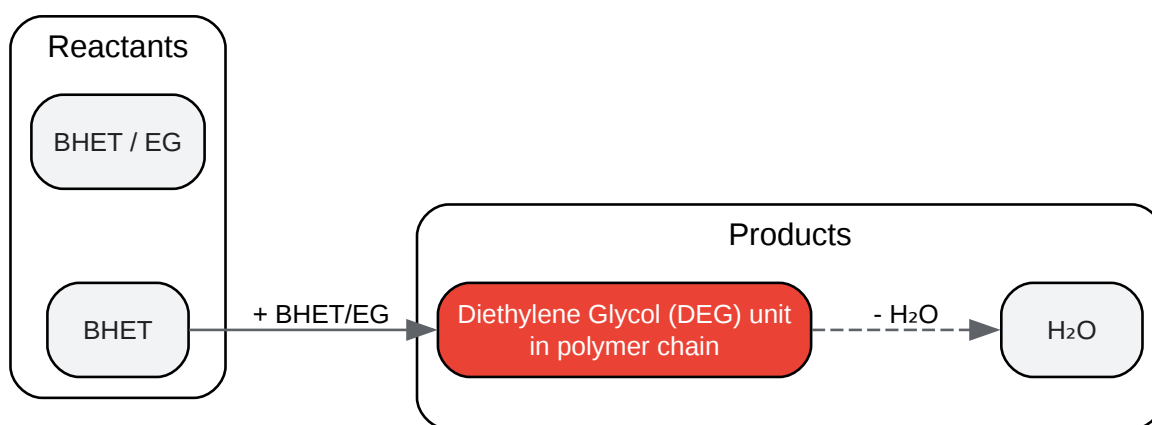 Reactants
BHET / EG
Products
BHET
+ BHET/EG
Diethylene Glycol (DEG) unit
in polymer chain
- H₂O
H₂O